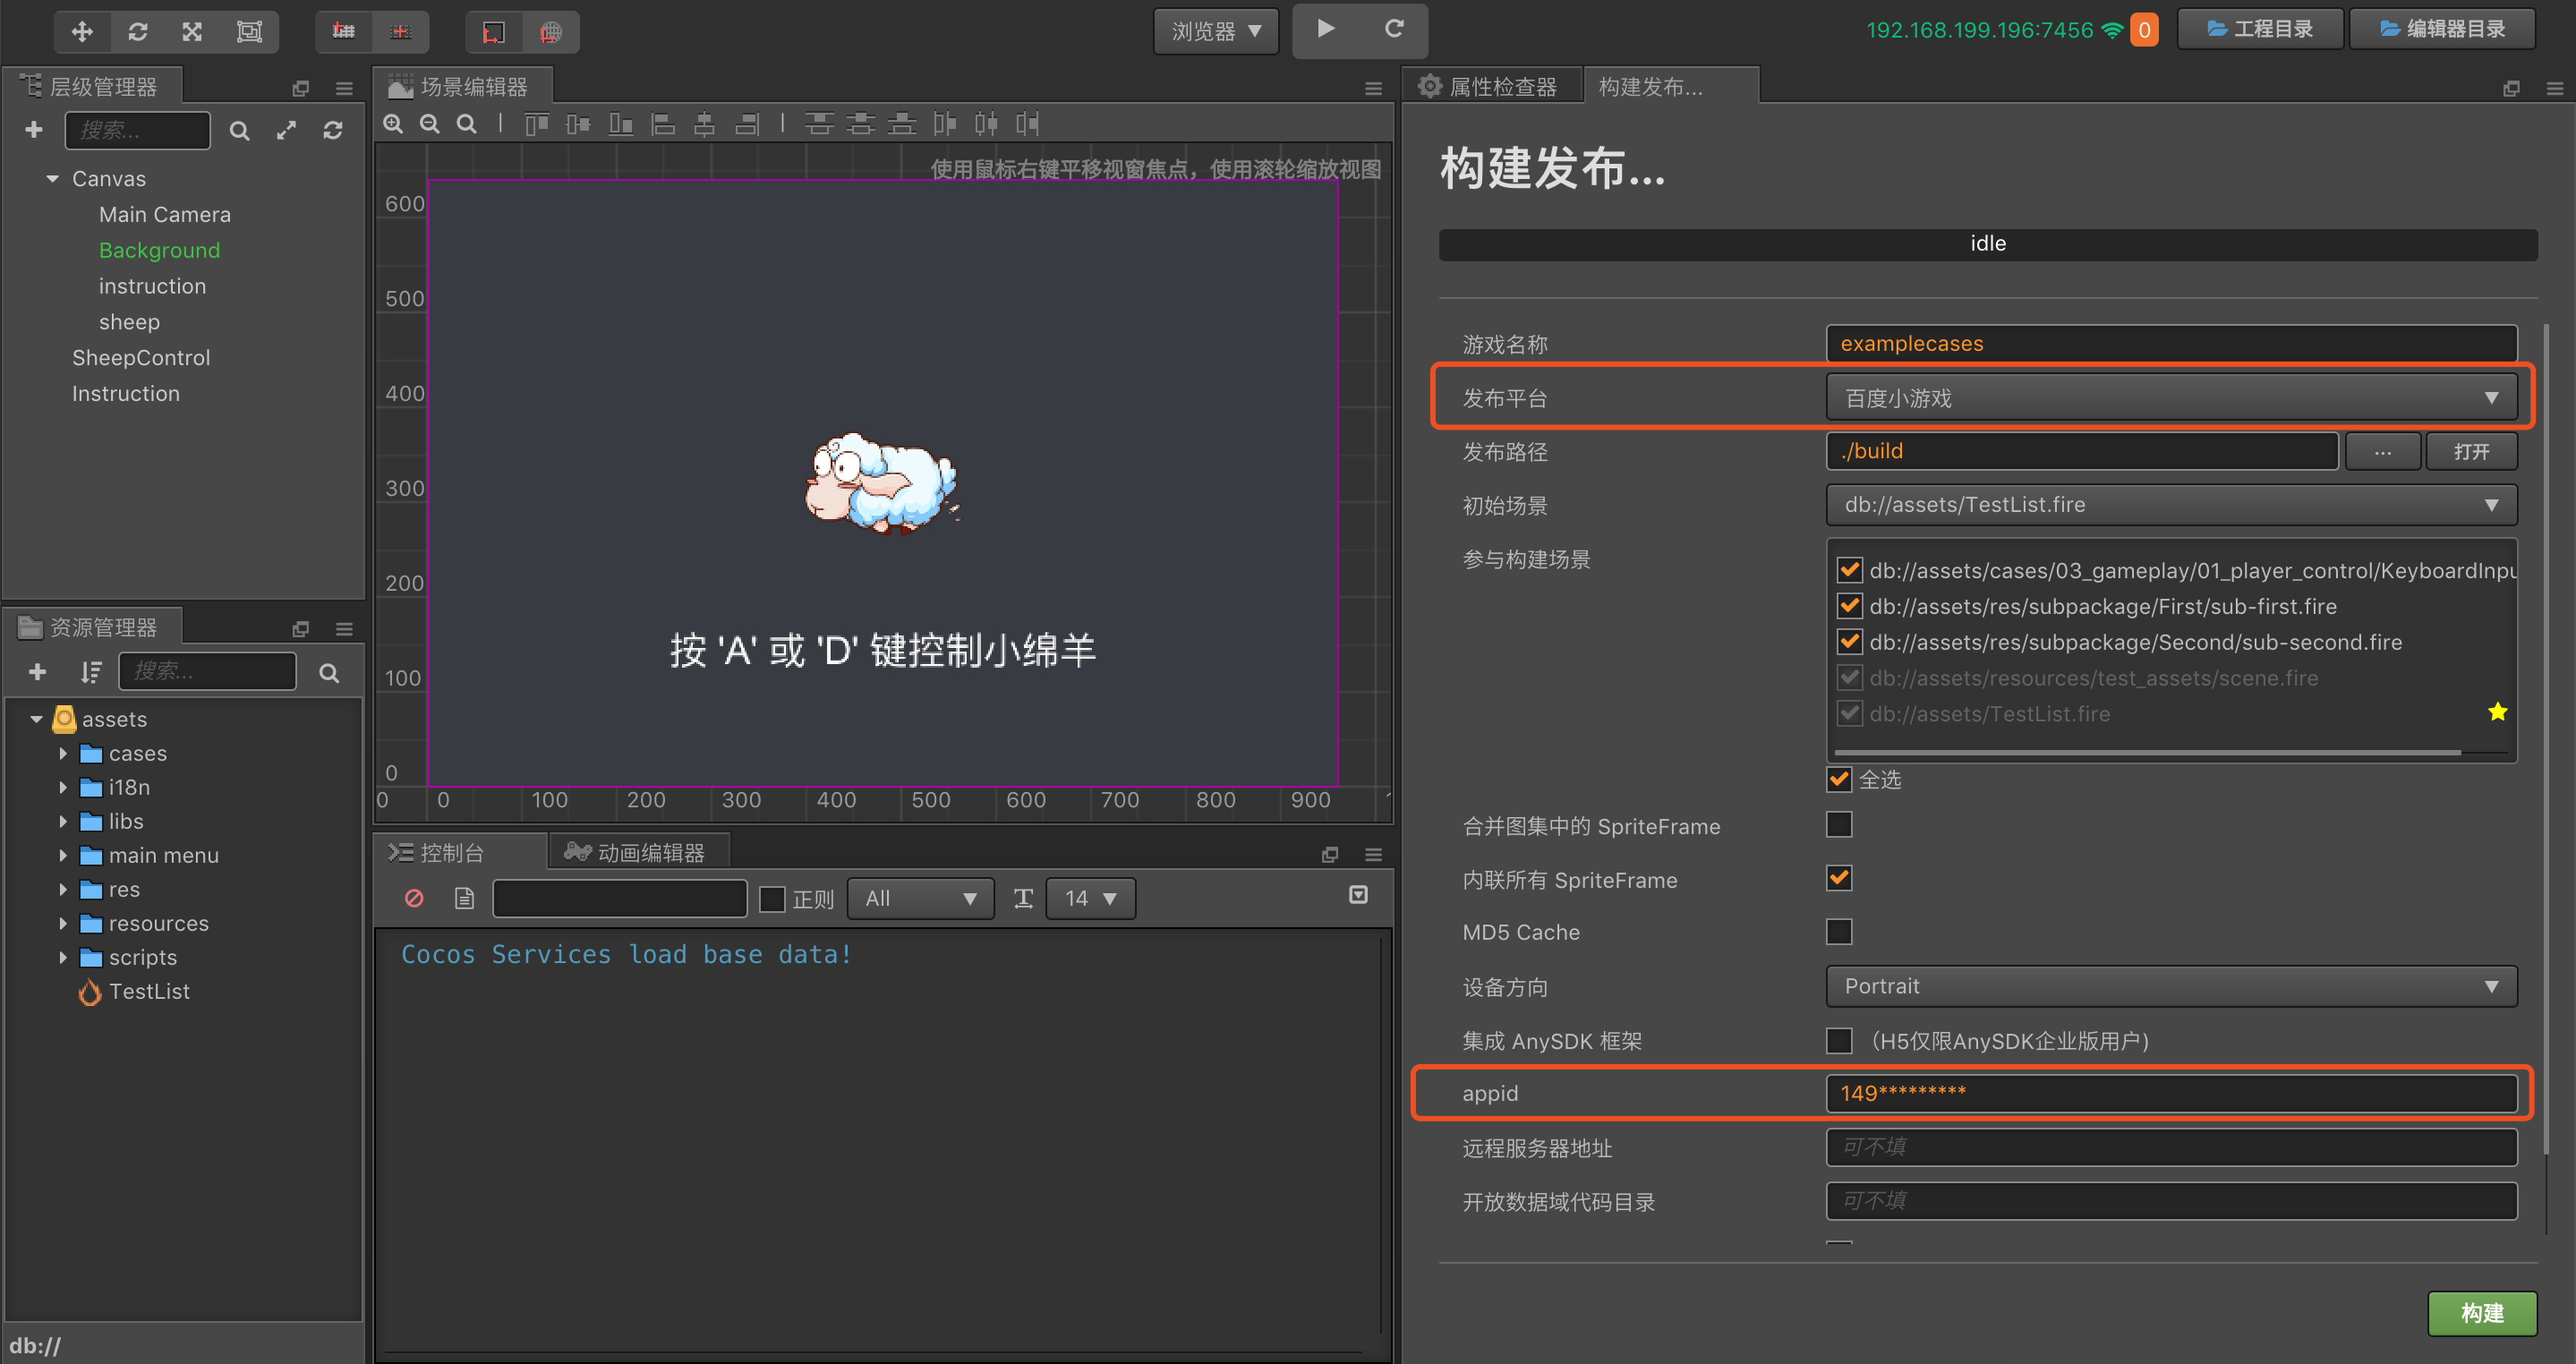 浏览器
192.168.199.196:7456
0
工程目录
编辑器目录
层级管理器
搜索...
Canvas
Main Camera
Background
instruction
sheep
SheepControl
Instruction
资源管理器
搜索...
assets
cases
i18n
libs
main menu
res
resources
scripts
TestList
db://
场景编辑器
使用鼠标右键平移视窗焦点，使用滚轮缩放视图
600
500
400
300
200
100
0
按 'A' 或 'D' 键控制小绵羊
0 0 100 200 300 400 500 600 700 800 900
控制台
动画编辑器
正则
All
14
Cocos Services load base data!
属性检查器
构建发布...
构建发布...
idle
游戏名称
examplecases
发布平台
百度小游戏
发布路径
./build
...
打开
初始场景
db://assets/TestList.fire
参与构建场景
db://assets/cases/03_gameplay/01_player_control/KeyboardInpu
db://assets/res/subpackage/First/sub-first.fire
db://assets/res/subpackage/Second/sub-second.fire
db://assets/resources/test_assets/scene.fire
db://assets/TestList.fire
全选
合并图集中的 SpriteFrame
内联所有 SpriteFrame
MD5 Cache
设备方向
Portrait
集成 AnySDK 框架
（H5仅限AnySDK企业版用户)
appid
149*********
远程服务器地址
可不填
开放数据域代码目录
可不填
构建